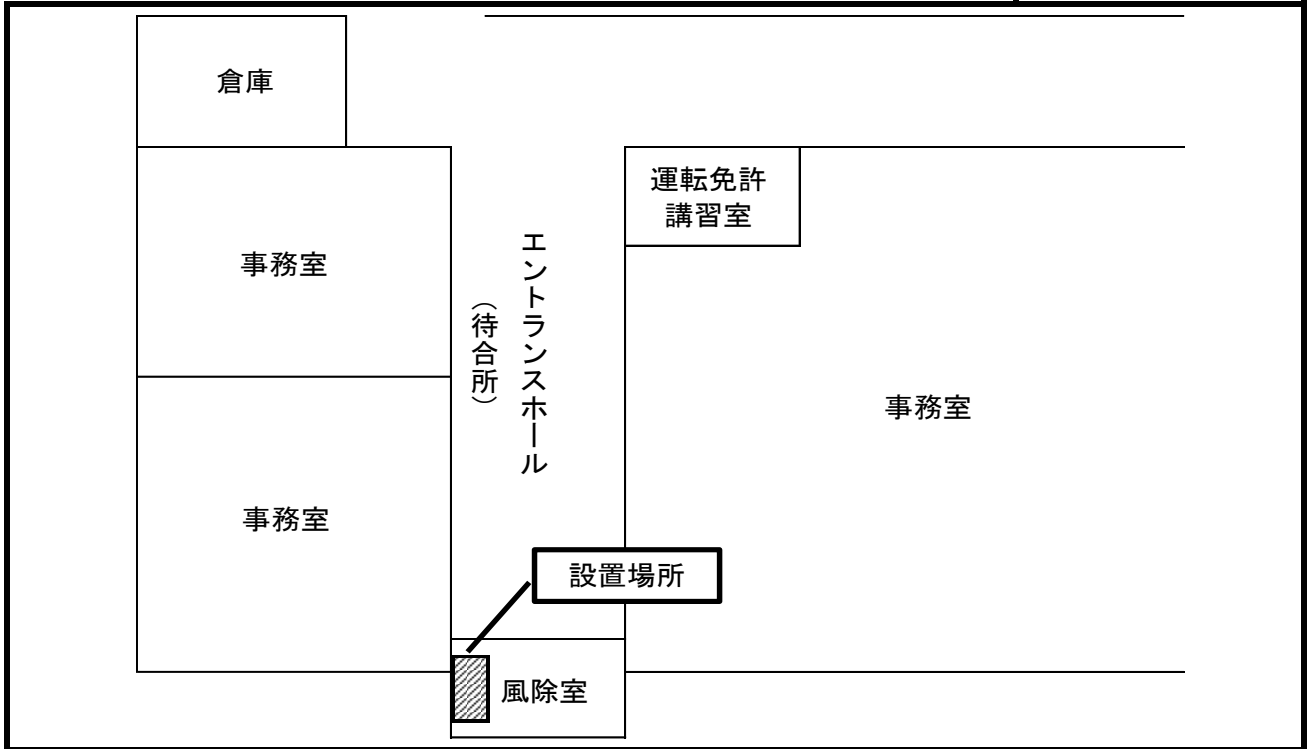 倉庫
運転免許
講習室
事務室
エントランスホール
（待合所）
事務室
事務室
設置場所
風除室